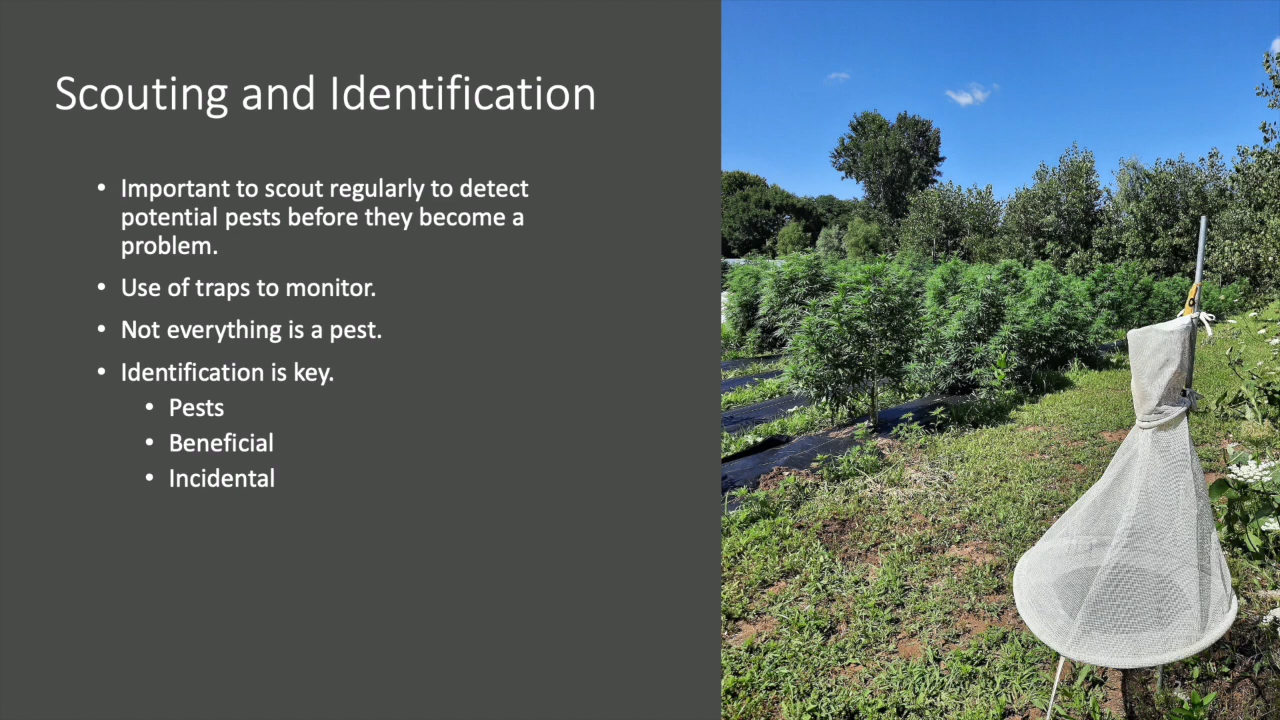 Scouting and Identification
• Important to scout regularly to detect
potential pests before they become a
problem.
• Use of traps to monitor.
• Not everything is a pest.
• Identification is key.
• Pests
• Beneficial
• Incidental